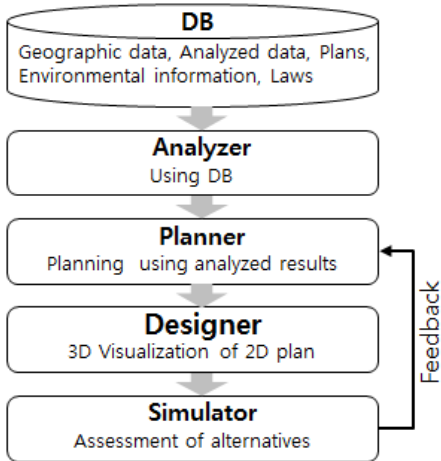 DB
Geographic data, Analyzed data, Plans,
Environmental information, Laws
Analyzer
Using DB
Planner
Planning using analyzed results
Designer
3D Visualization of 2D plan
Simulator
Assessment of alternatives
Feedback